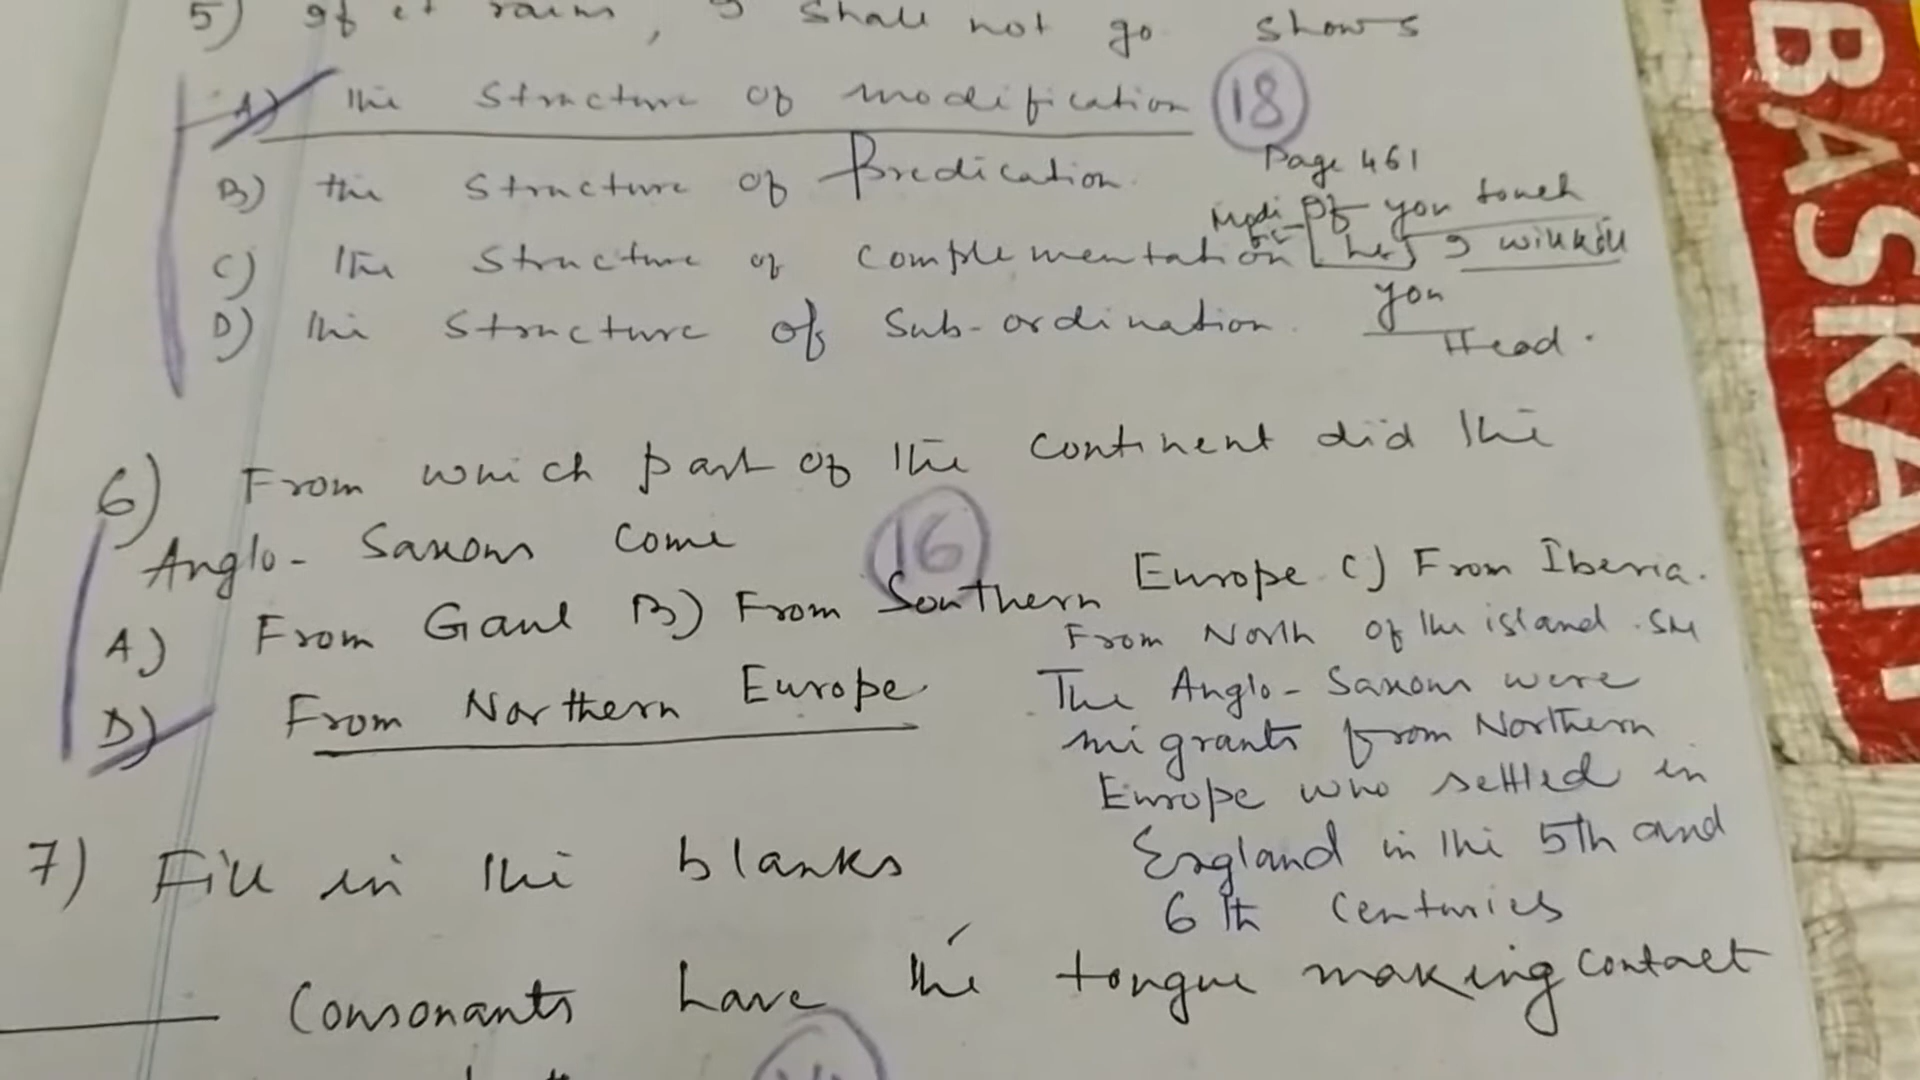 5) If it rains, I shall not go shows
A) The Structure of modification 18
B) the Structure of Predication. Page 461
Modi If you touch
C) The Structure of Complementation [her] I will kill
you
D) The Structure of Sub-ordination. Head.
6) From which part of the continent did the
Anglo-Saxons come 16
A) From Gaul B) From Southern Europe C) From Iberia.
From North of the island.
D) From Northern Europe.
The Anglo-Saxons were
migrants from Northern
Europe who settled in
England in the 5th and
6th centuries
7) Fill in the blanks
Consonants have the tongue making contact
BASKATI